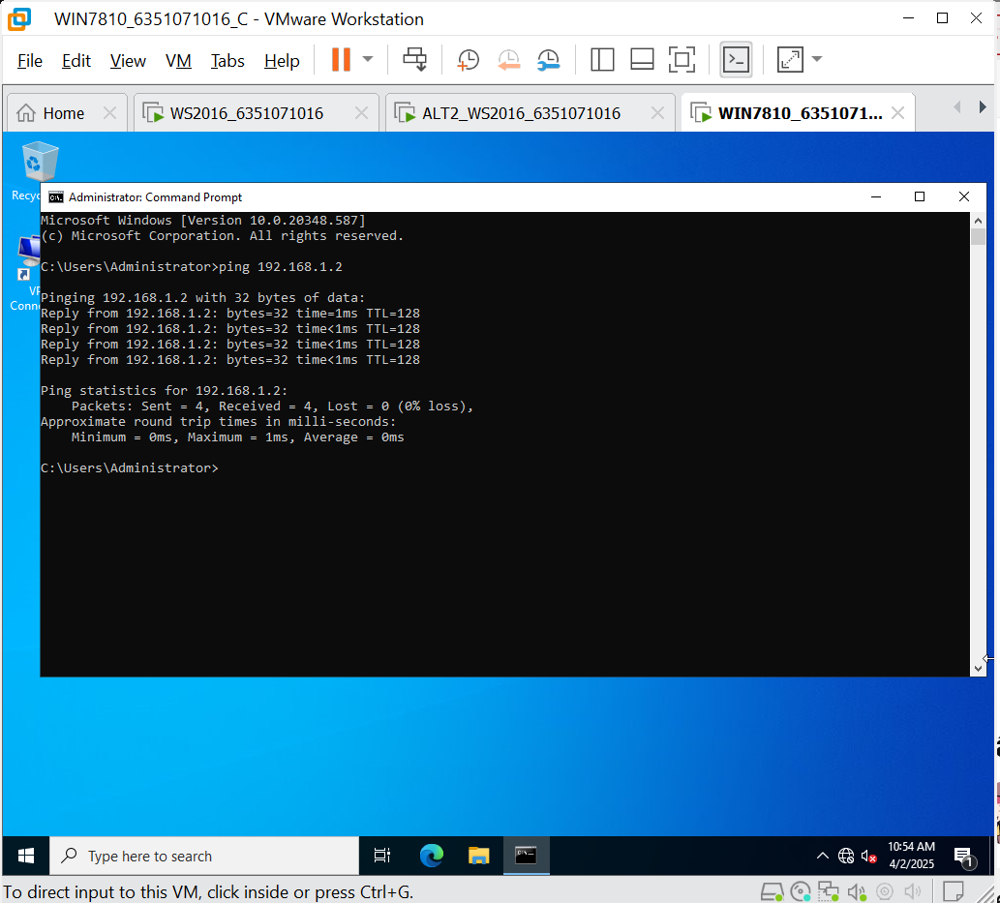 WIN7810_6351071016_C - VMware Workstation
File Edit View VM Tabs Help
Home WS2016_6351071016 ALT2_WS2016_6351071016 WIN7810_6351071...
Recyc
VP
Conne
Administrator: Command Prompt
Microsoft Windows [Version 10.0.20348.587]
(c) Microsoft Corporation. All rights reserved.
C:\Users\Administrator>ping 192.168.1.2
Pinging 192.168.1.2 with 32 bytes of data:
Reply from 192.168.1.2: bytes=32 time=1ms TTL=128
Reply from 192.168.1.2: bytes=32 time<1ms TTL=128
Reply from 192.168.1.2: bytes=32 time<1ms TTL=128
Reply from 192.168.1.2: bytes=32 time<1ms TTL=128
Ping statistics for 192.168.1.2:
    Packets: Sent = 4, Received = 4, Lost = 0 (0% loss),
Approximate round trip times in milli-seconds:
    Minimum = 0ms, Maximum = 1ms, Average = 0ms
C:\Users\Administrator>
Type here to search
10:54 AM
4/2/2025
1
To direct input to this VM, click inside or press Ctrl+G.